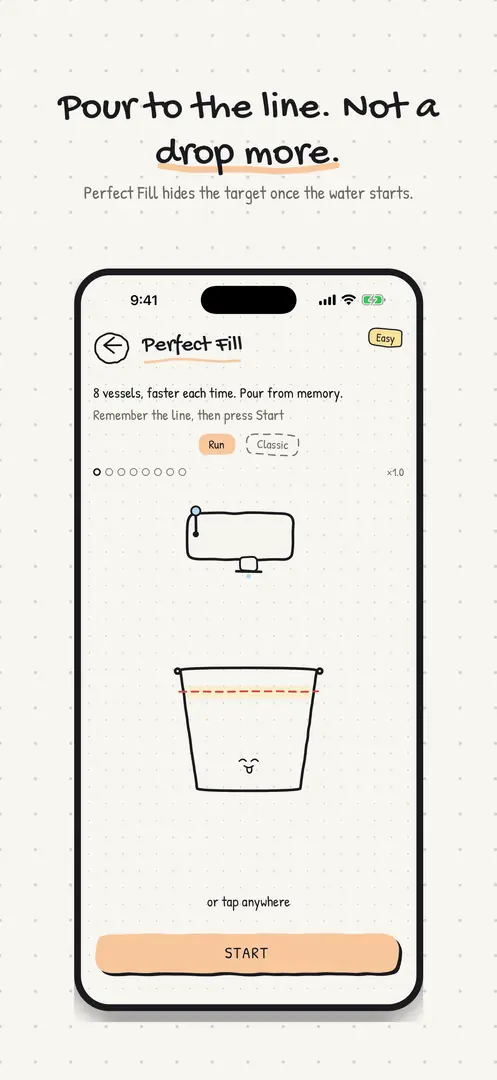 Pour to the line. Not a
drop more.
Perfect Fill hides the target once the water starts.
9:41
Perfect Fill
Easy
8 vessels, faster each time. Pour from memory.
Remember the line, then press Start
Run
Classic
×1.0
or tap anywhere
START